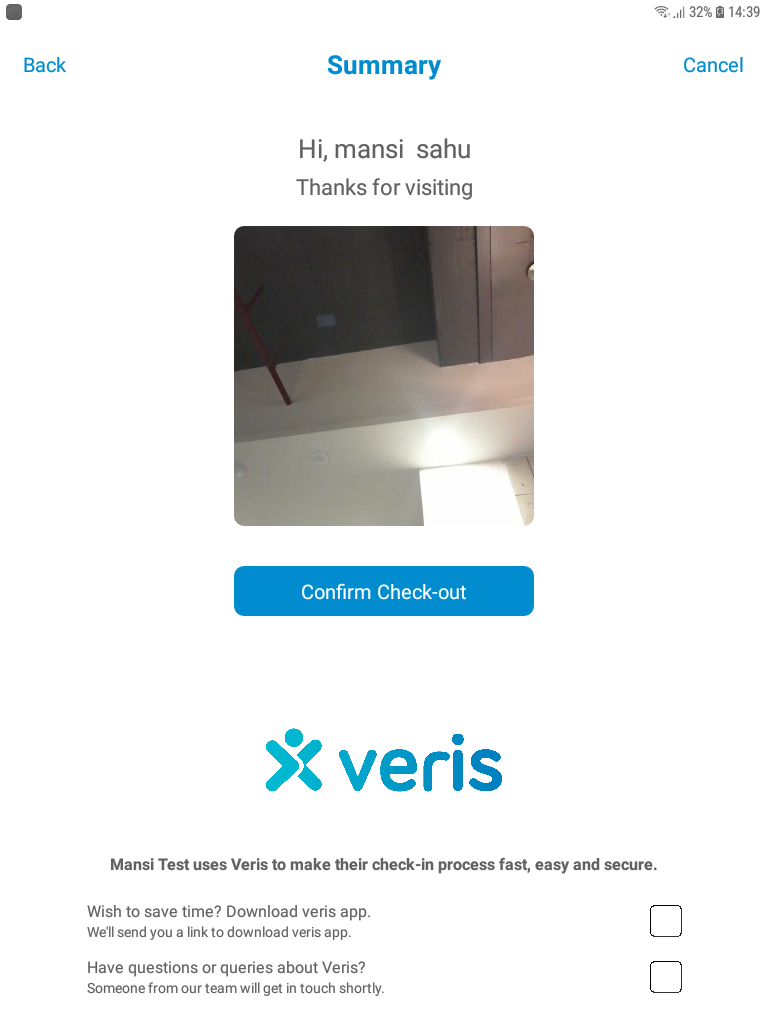 32% 14:39
Back Summary Cancel
Hi, mansi sahu
Thanks for visiting
Confirm Check-out
veris
Mansi Test uses Veris to make their check-in process fast, easy and secure.
Wish to save time? Download veris app.
We'll send you a link to download veris app.
Have questions or queries about Veris?
Someone from our team will get in touch shortly.